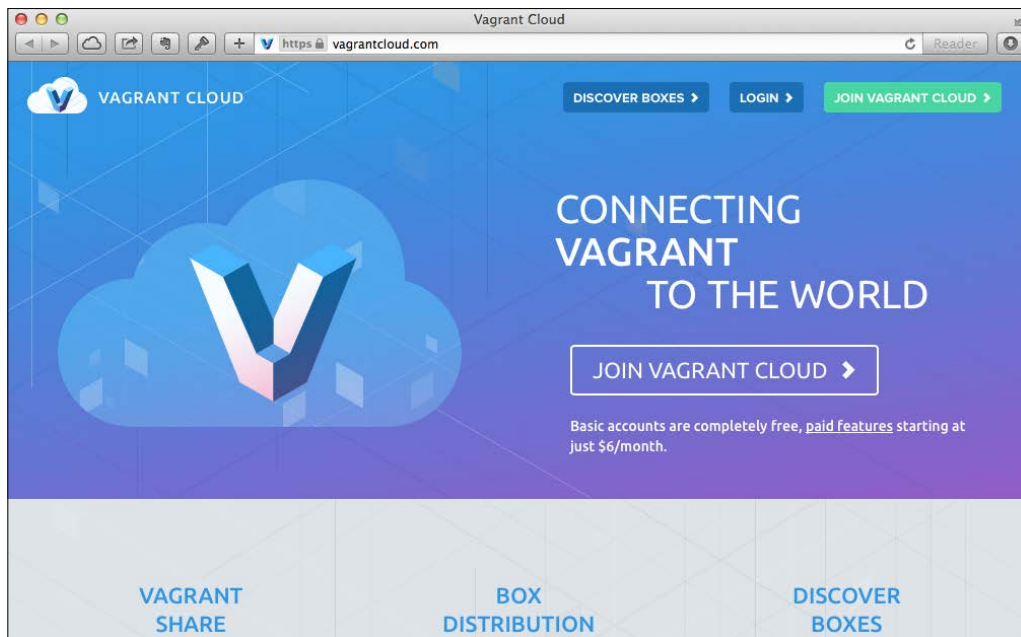 Vagrant Cloud
https vagrantcloud.com
Reader
VAGRANT CLOUD
DISCOVER BOXES
LOGIN
JOIN VAGRANT CLOUD
CONNECTING
VAGRANT
TO THE WORLD
JOIN VAGRANT CLOUD
Basic accounts are completely free, paid features starting at
just $6/month.
VAGRANT
SHARE
BOX
DISTRIBUTION
DISCOVER
BOXES